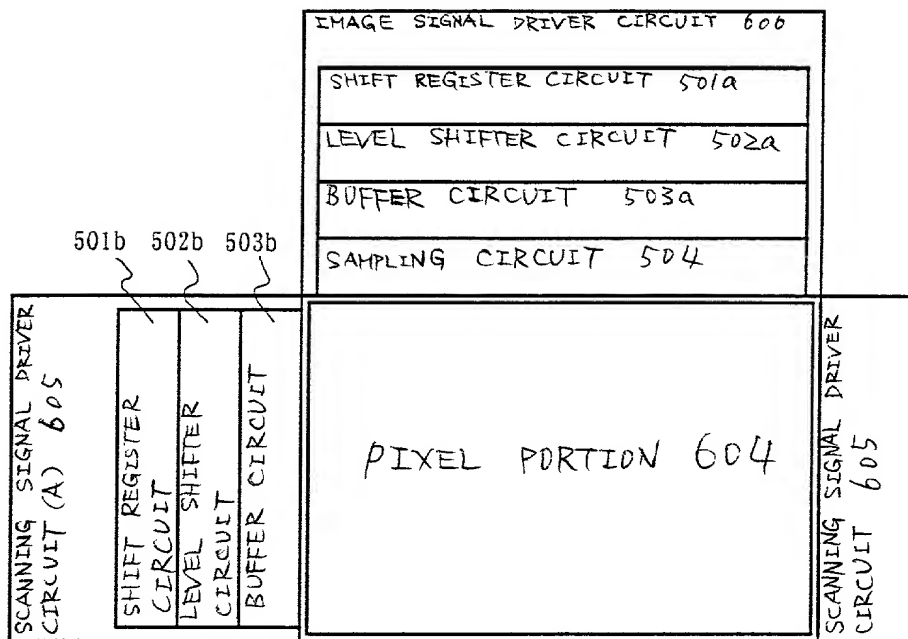 IMAGE SIGNAL DRIVER CIRCUIT 606
SHIFT REGISTER CIRCUIT 501a
LEVEL SHIFTER CIRCUIT 502a
BUFFER CIRCUIT 503a
SAMPLING CIRCUIT 504
501b 502b 503b
SCANNING SIGNAL DRIVER
CIRCUIT (A) 605
SHIFT REGISTER
CIRCUIT
LEVEL SHIFTER
CIRCUIT
BUFFER CIRCUIT
PIXEL PORTION 604
SCANNING SIGNAL DRIVER
CIRCUIT 605